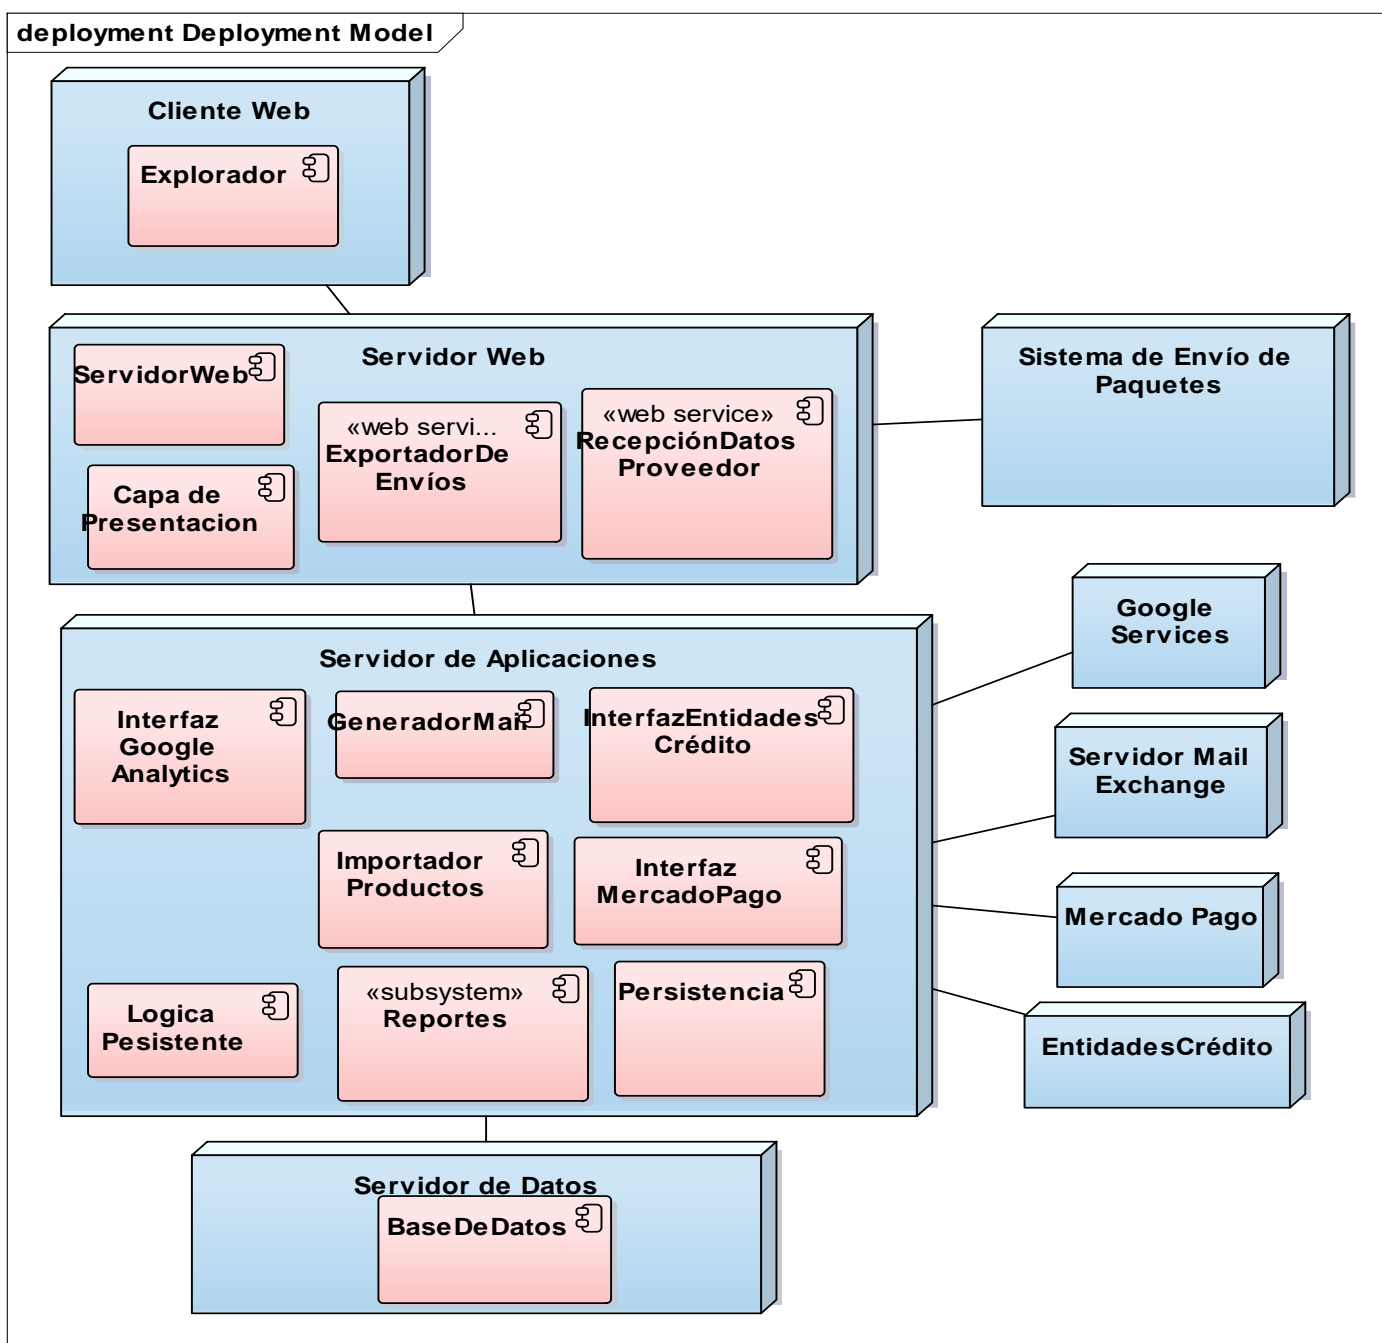 deployment Deployment Model
Cliente Web
Explorador
Servidor Web
ServidorWeb
«web servi...
ExportadorDe
Envíos
«web service»
RecepciónDatos
Proveedor
Capa de
Presentacion
Sistema de Envío de
Paquetes
Servidor de Aplicaciones
Interfaz
Google
Analytics
GeneradorMail
InterfazEntidades
Crédito
Importador
Productos
Interfaz
MercadoPago
Logica
Pesistente
«subsystem»
Reportes
Persistencia
Google
Services
Servidor Mail
Exchange
Mercado Pago
EntidadesCrédito
Servidor de Datos
BaseDeDatos